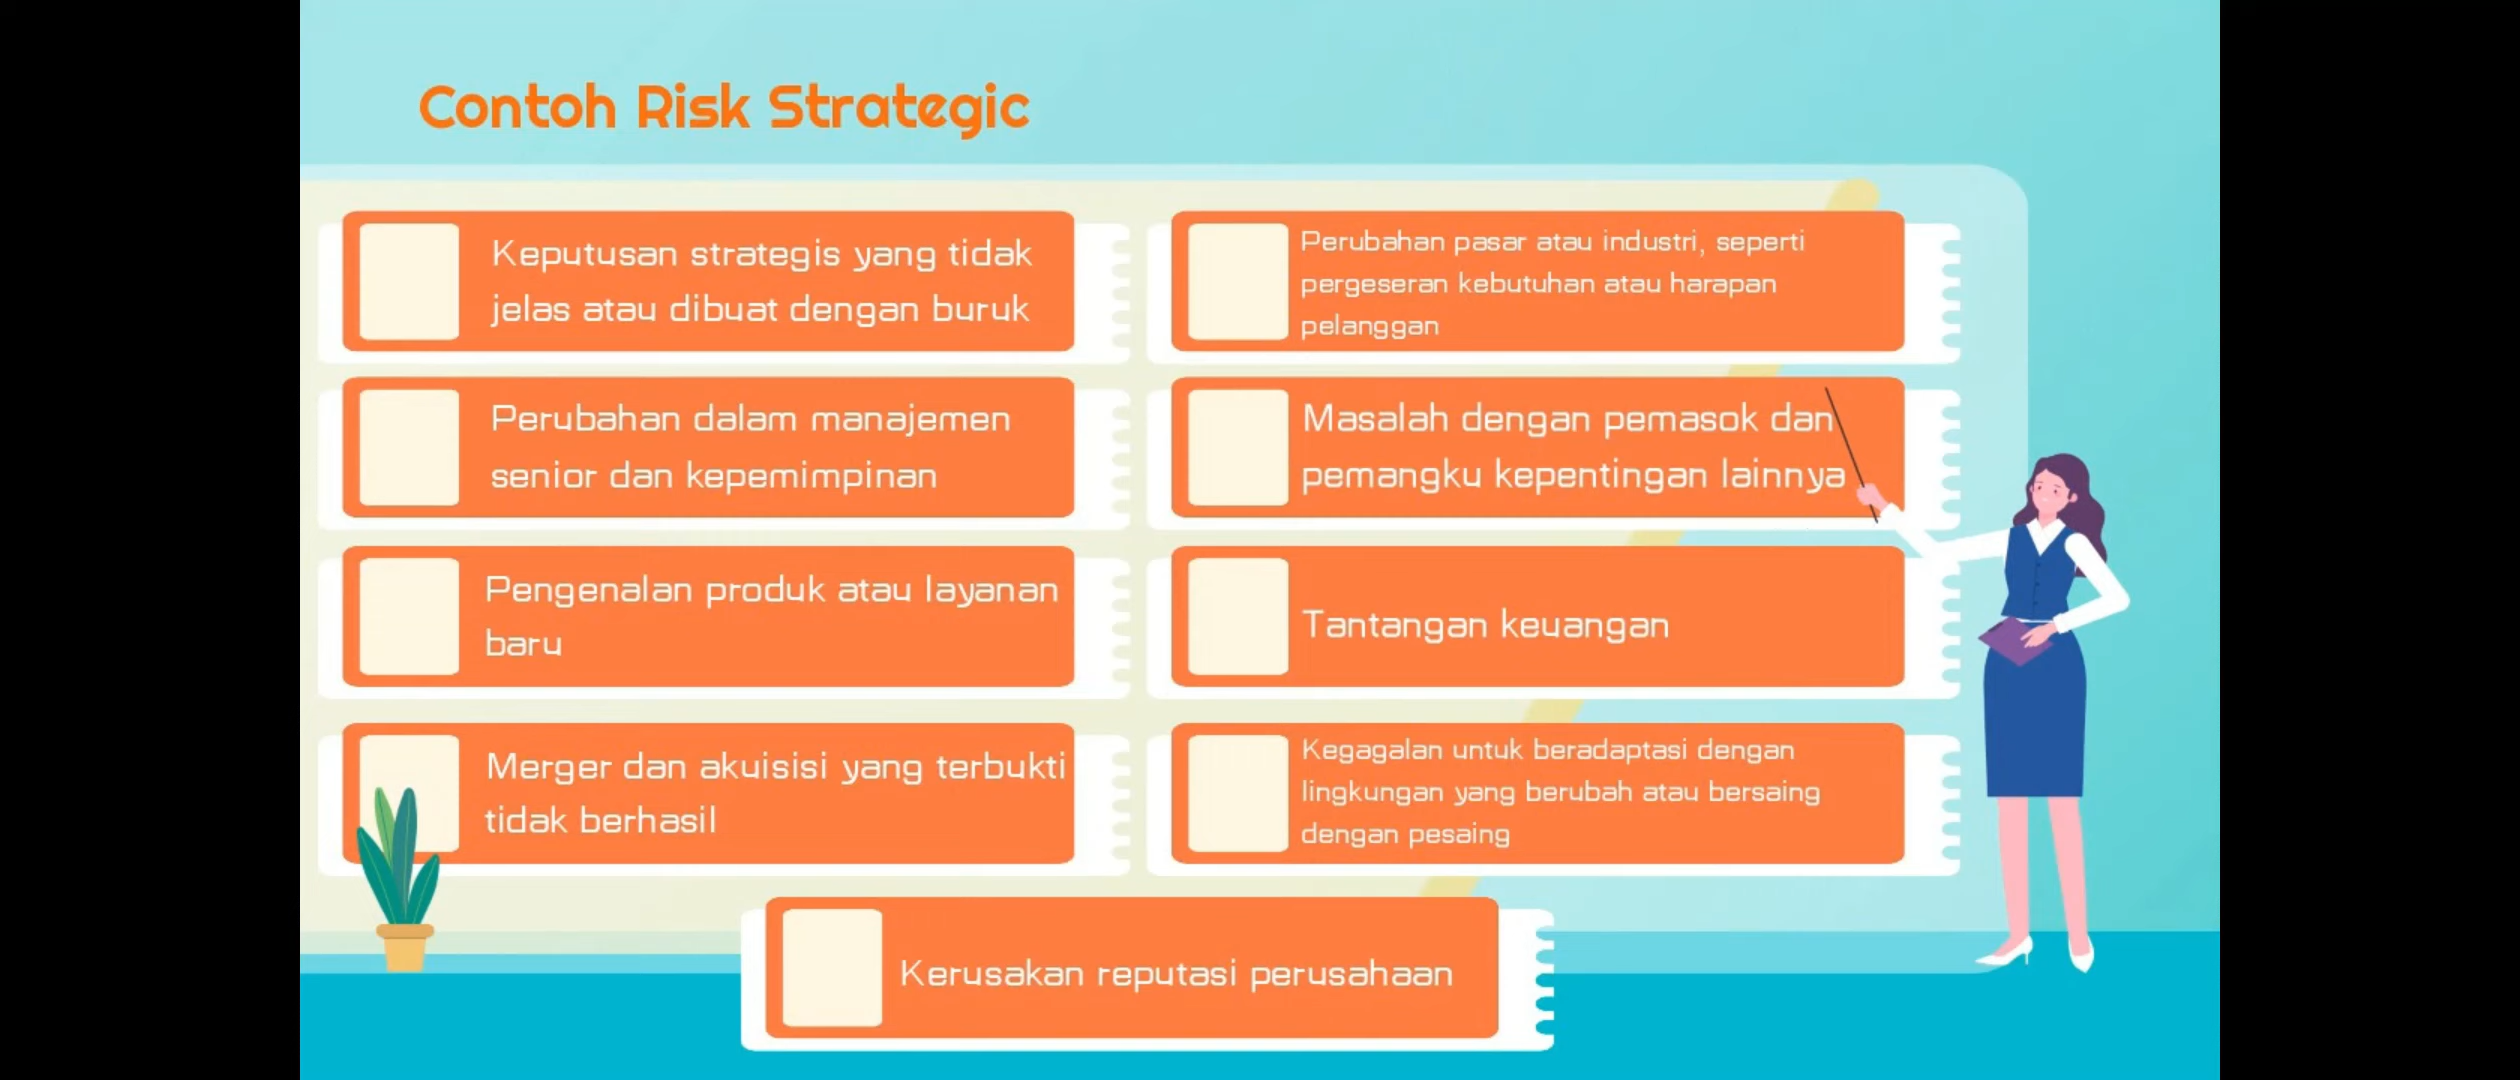 Contoh Risk Strategic
Keputusan strategis yang tidak
jelas atau dibuat dengan buruk
Perubahan dalam manajemen
senior dan kepemimpinan
Pengenalan produk atau layanan
baru
Merger dan akuisisi yang terbukti
tidak berhasil
Perubahan pasar atau industri, seperti
pergeseran kebutuhan atau harapan
pelanggan
Masalah dengan pemasok dan
pemangku kepentingan lainnya
Tantangan keuangan
Kegagalan untuk beradaptasi dengan
lingkungan yang berubah atau bersaing
dengan pesaing
Kerusakan reputasi perusahaan